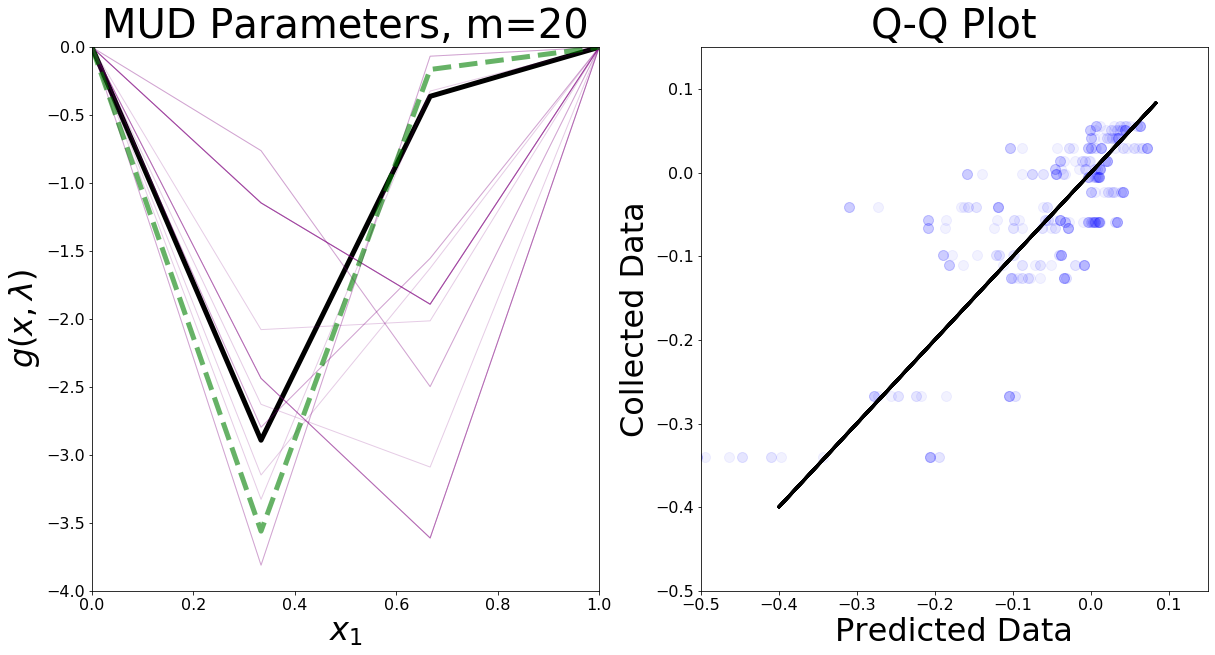 MUD Parameters, m=20
0.0
−0.5
−1.0
−1.5
−2.0
−2.5
−3.0
−3.5
−4.0
g(x, λ)
0.0 0.2 0.4 0.6 0.8 1.0
x₁
Q-Q Plot
0.1
0.0
−0.1
−0.2
−0.3
−0.4
−0.5
Collected Data
−0.5 −0.4 −0.3 −0.2 −0.1 0.0 0.1
Predicted Data